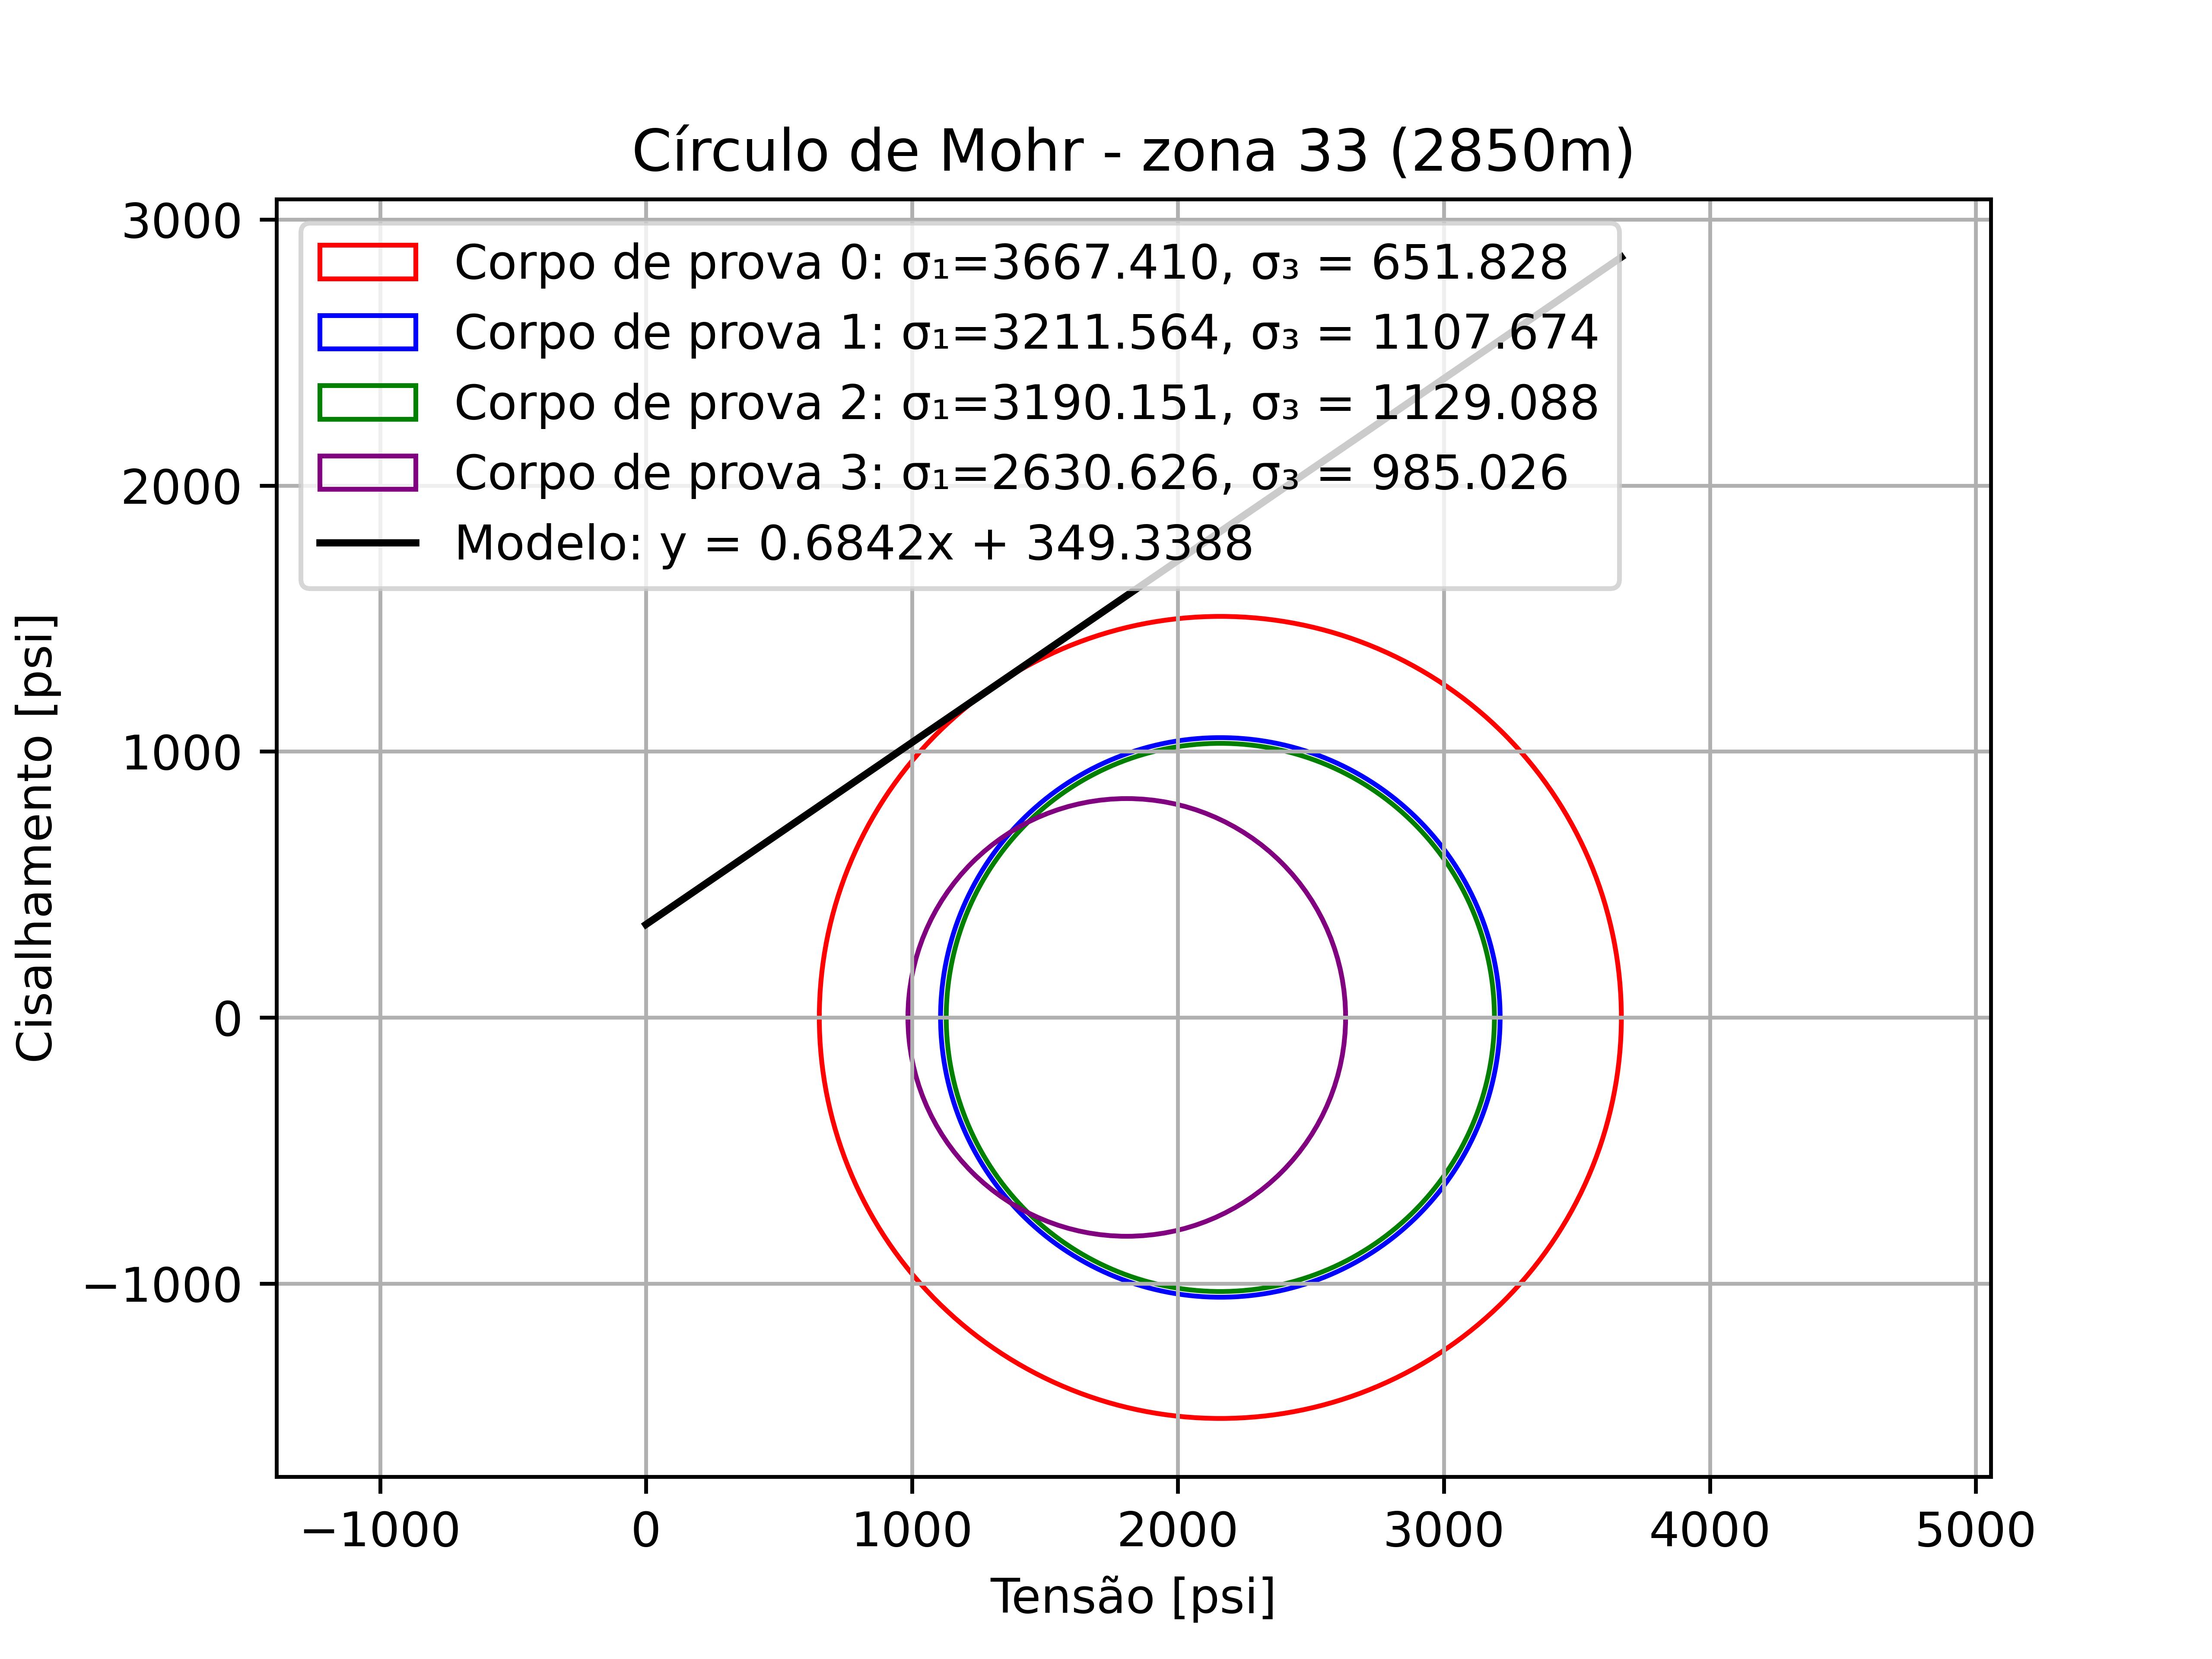 Círculo de Mohr - zona 33 (2850m)
3000
2000
1000
0
−1000
Cisalhamento [psi]
Corpo de prova 0: σ₁=3667.410, σ₃ = 651.828
Corpo de prova 1: σ₁=3211.564, σ₃ = 1107.674
Corpo de prova 2: σ₁=3190.151, σ₃ = 1129.088
Corpo de prova 3: σ₁=2630.626, σ₃ = 985.026
Modelo: y = 0.6842x + 349.3388
−1000 0 1000 2000 3000 4000 5000
Tensão [psi]